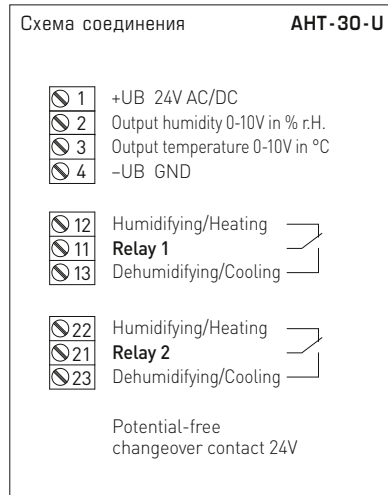 Схема соединения AHT-30-U
1 +UB 24V AC/DC
2 Output humidity 0-10V in % r.H.
3 Output temperature 0-10V in °C
4 –UB GND
12 Humidifying/Heating
11 Relay 1
13 Dehumidifying/Cooling
22 Humidifying/Heating
21 Relay 2
23 Dehumidifying/Cooling
Potential-free
changeover contact 24V